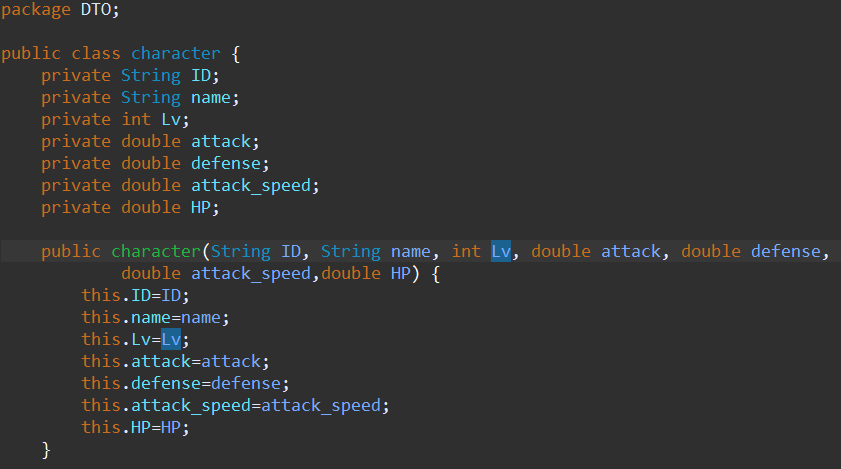 package DTO;
public class character {
    private String ID;
    private String name;
    private int Lv;
    private double attack;
    private double defense;
    private double attack_speed;
    private double HP;
    public character(String ID, String name, int Lv, double attack, double defense,
            double attack_speed,double HP) {
        this.ID=ID;
        this.name=name;
        this.Lv=Lv;
        this.attack=attack;
        this.defense=defense;
        this.attack_speed=attack_speed;
        this.HP=HP;
    }